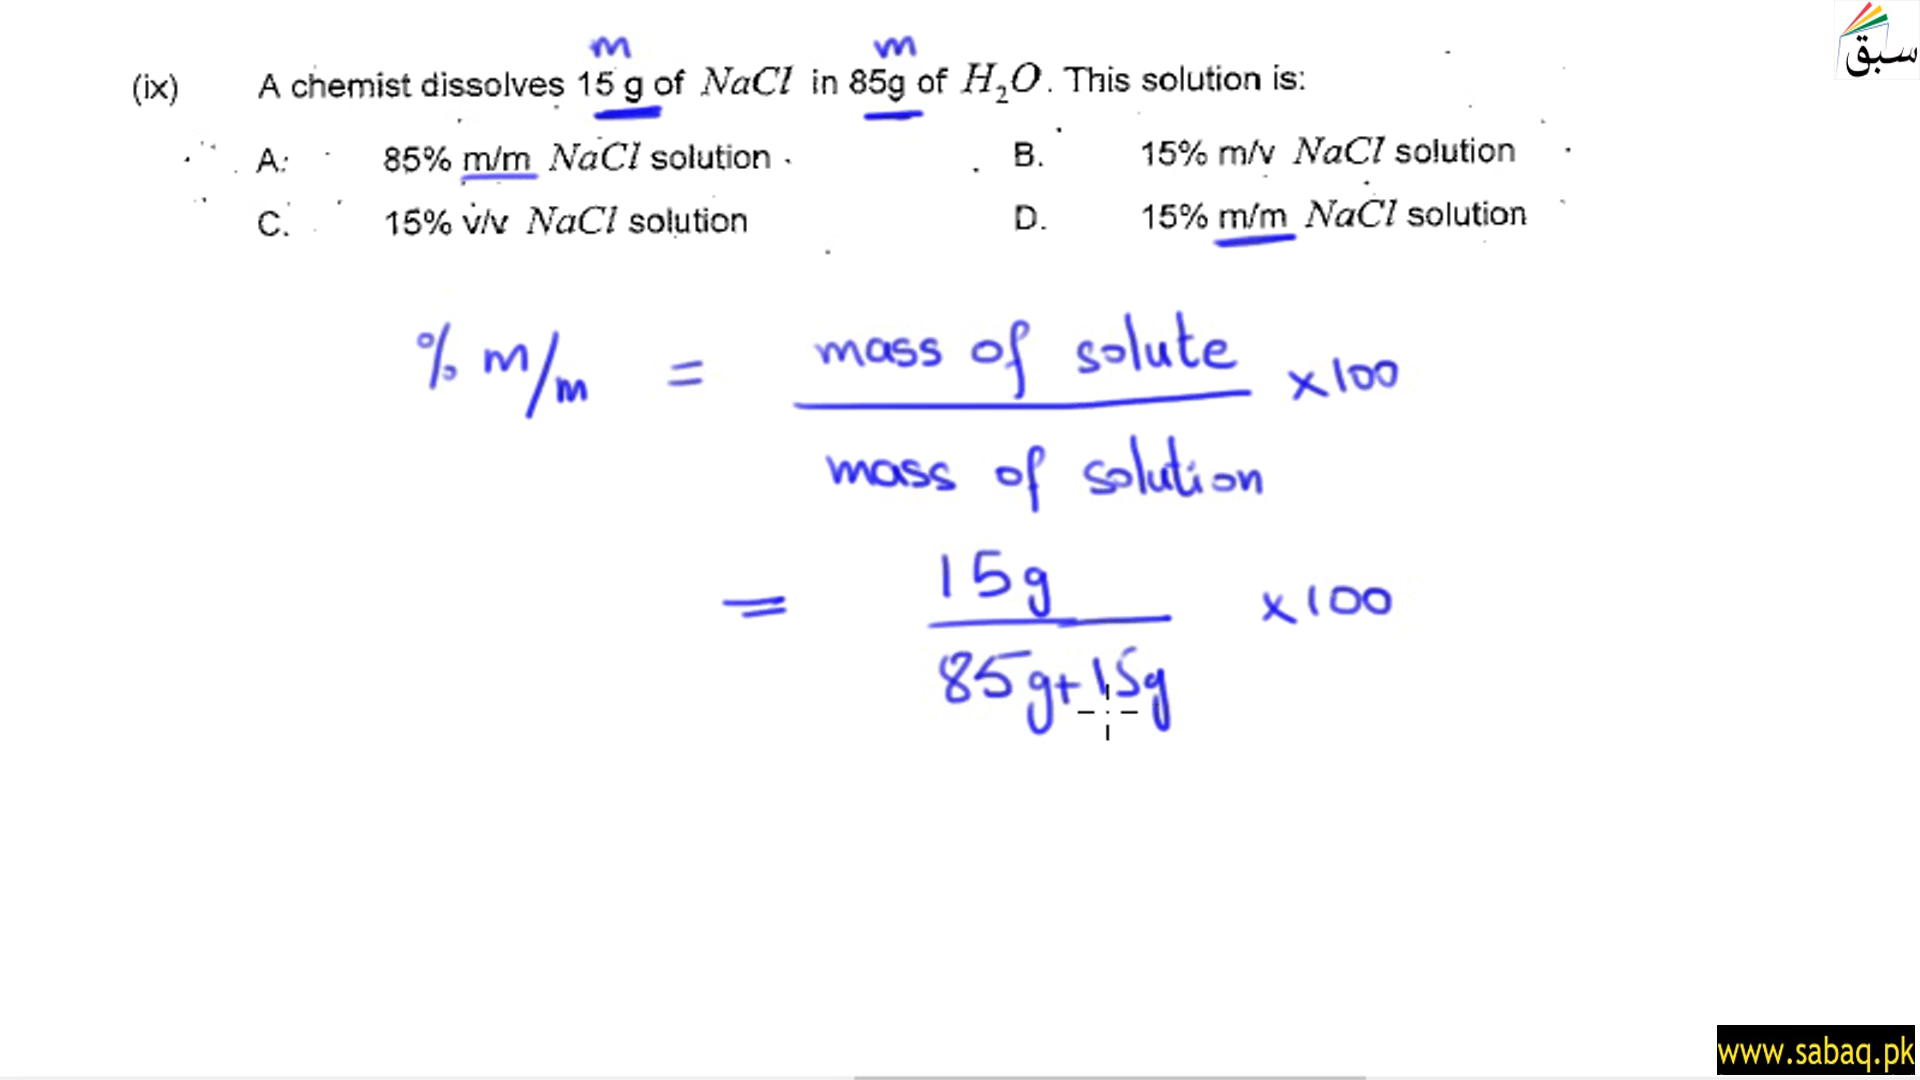 سبق
m m
(ix) A chemist dissolves 15 g of NaCl in 85g of H₂O. This solution is:
A: 85% m/m NaCl solution B. 15% m/v NaCl solution
C. 15% v/v NaCl solution D. 15% m/m NaCl solution
% m/m = mass of solute x100
mass of solution
= 15g x100
85g+15g
www.sabaq.pk